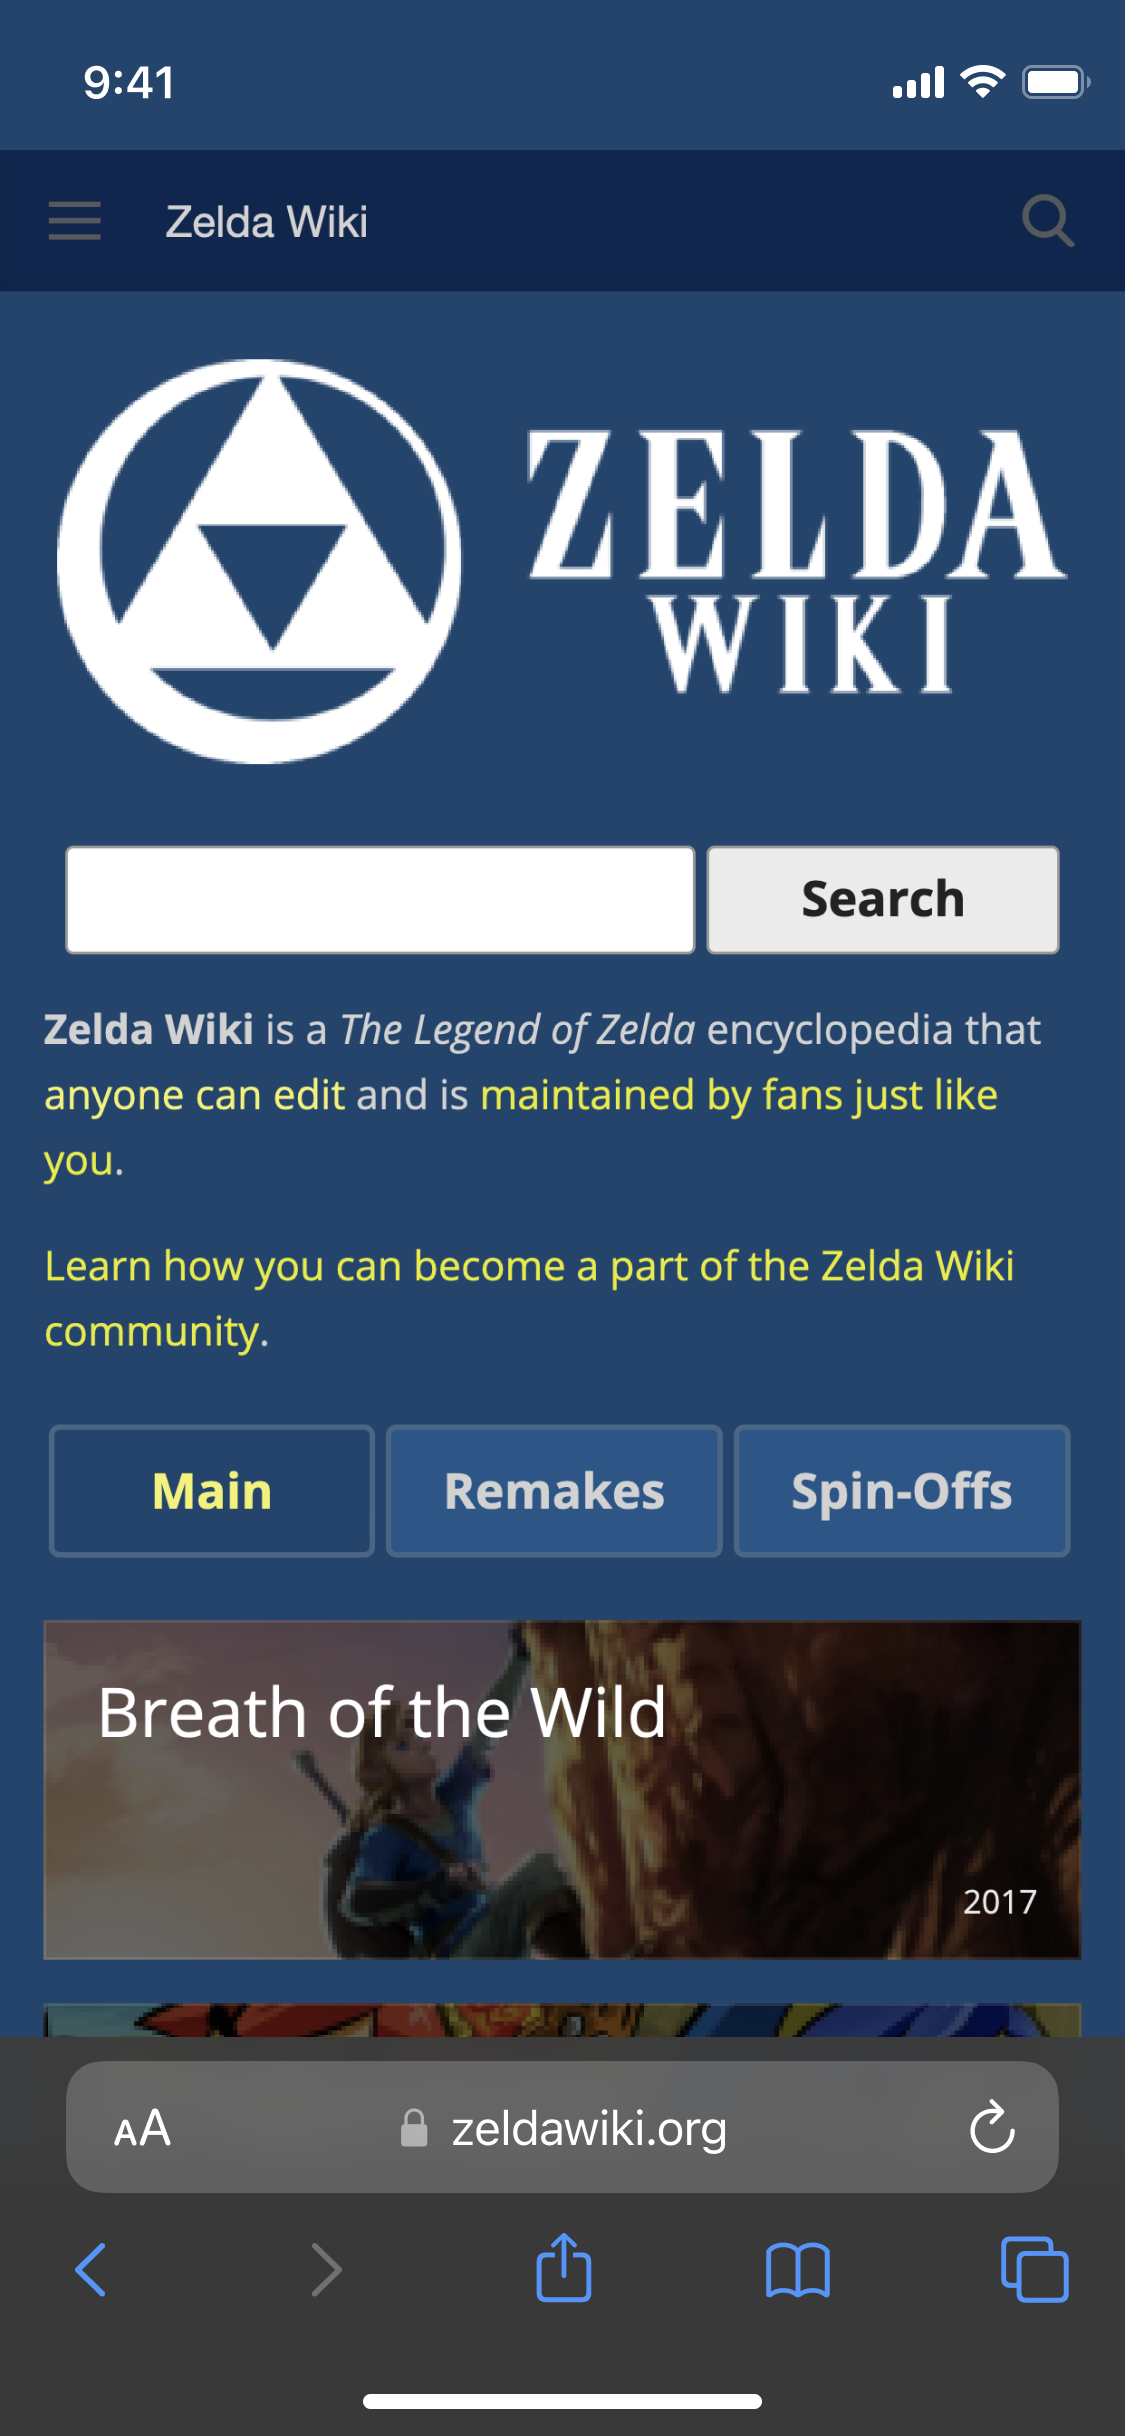 9:41
Zelda Wiki
ZELDA
WIKI
Search
Zelda Wiki is a The Legend of Zelda encyclopedia that
anyone can edit and is maintained by fans just like
you.
Learn how you can become a part of the Zelda Wiki
community.
Main
Remakes
Spin-Offs
Breath of the Wild
2017
AA
zeldawiki.org